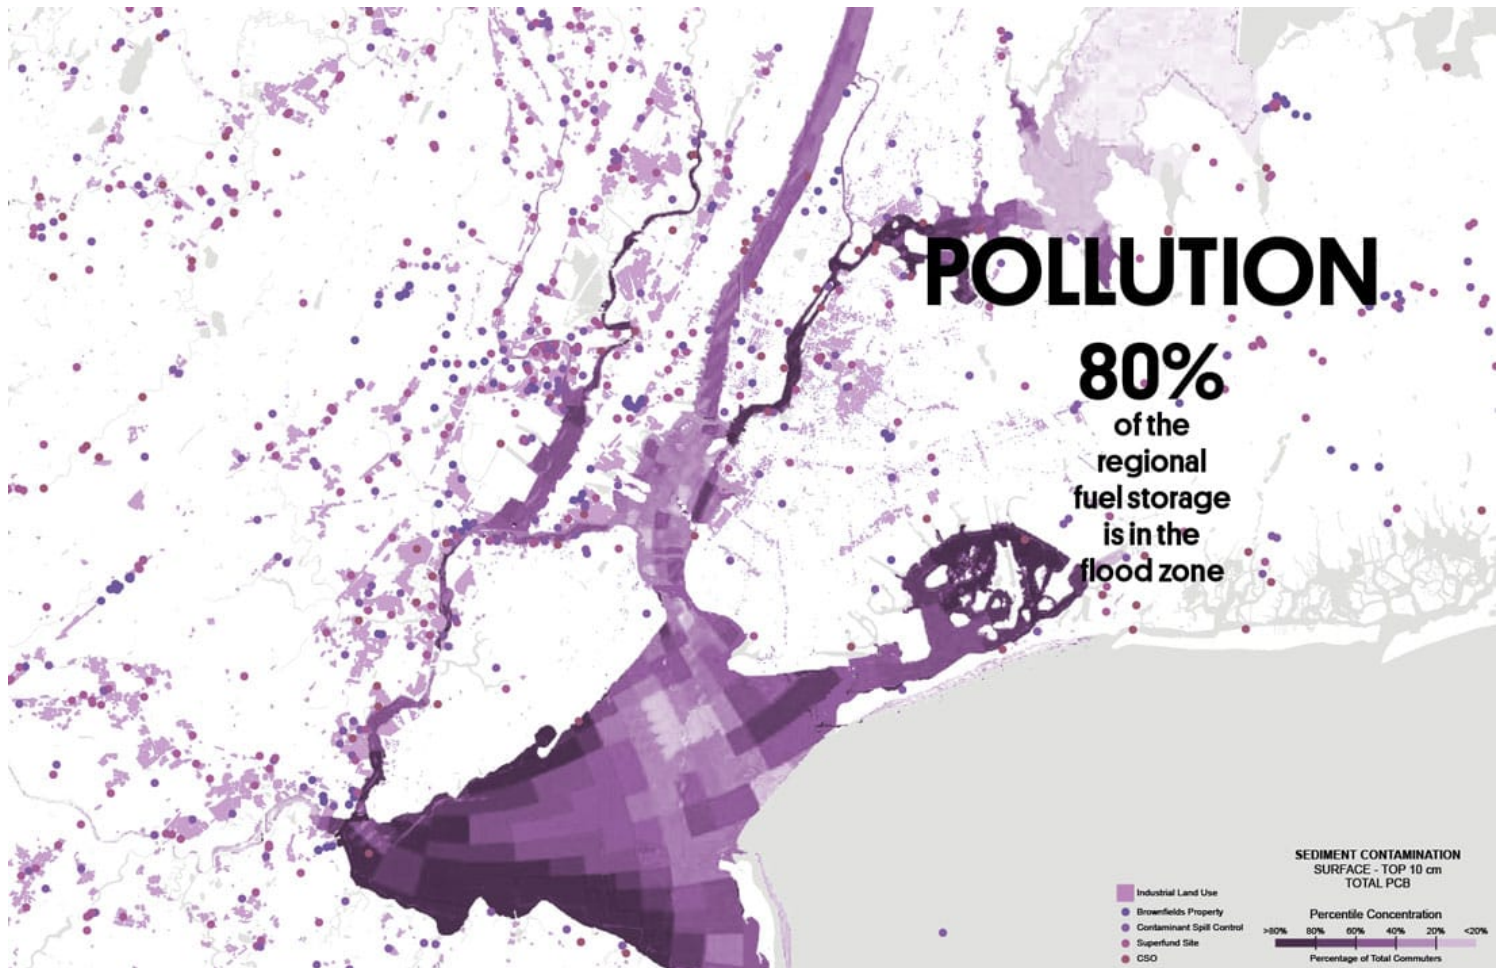 POLLUTION
80%
of the
regional
fuel storage
is in the
flood zone
SEDIMENT CONTAMINATION
SURFACE - TOP 10 cm
TOTAL PCB
Industrial Land Use
Brownfields Property
Contaminant Spill Control
Superfund Site
CSO
Percentile Concentration
>80% 80% 60% 40% 20% <20%
Percentage of Total Commuters